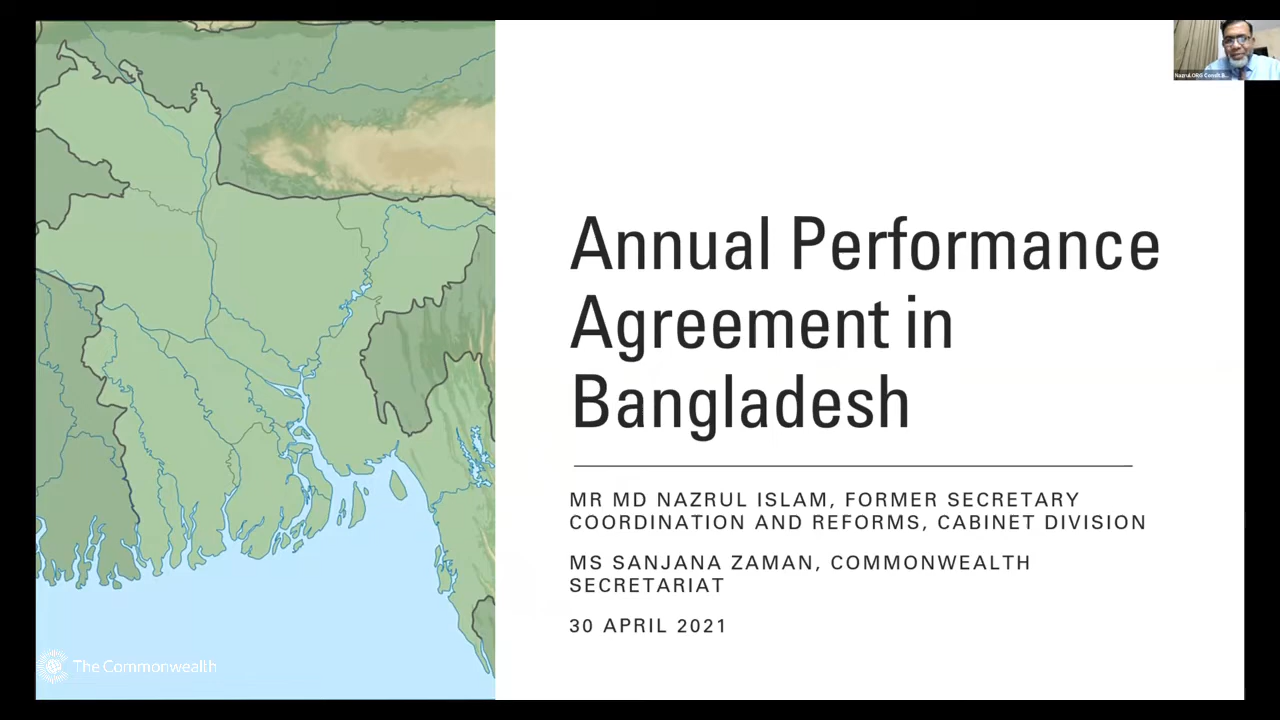 Annual Performance
Agreement in
Bangladesh
MR MD NAZRUL ISLAM, FORMER SECRETARY
COORDINATION AND REFORMS, CABINET DIVISION
MS SANJANA ZAMAN, COMMONWEALTH
SECRETARIAT
30 APRIL 2021
The Commonwealth